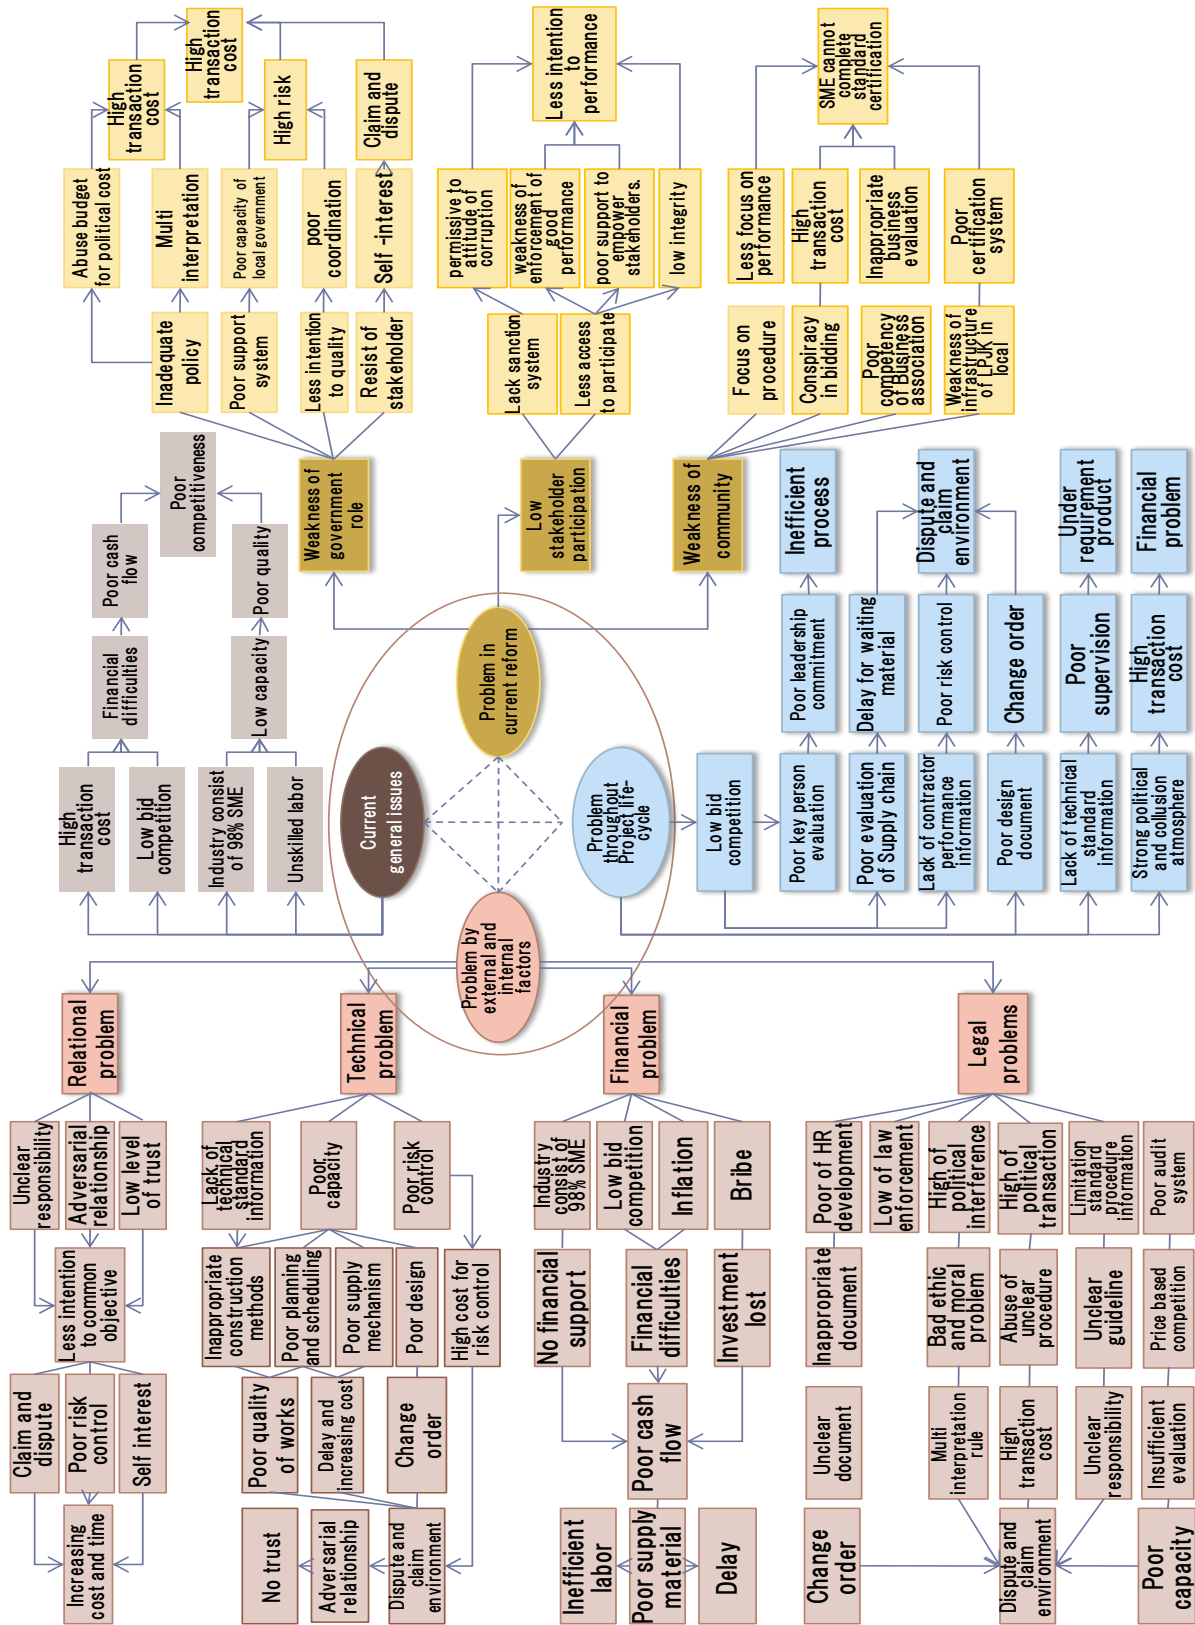 High
transaction
cost
High
transaction
cost
High risk
Claim and
dispute
Abuse budget
for political cost
Multi
interpretation
Poor capacity of
local government
poor
coordination
Self -interest
Inadequate
policy
Poor support
system
Less intention
to quality
Resist of
stakeholder
Weakness of
government
role
Less intention
to
performance
permissive to
attitude of
corruption
weakness of
enforcement of
good
performance
poor support to
empower
stakeholders.
low integrity
Lack sanction
system
Less access
to participate
Low
stakeholder
participation
SME cannot
complete
standard
certification
Less focus on
performance
High
transaction
cost
Inappropriate
business
evaluation
Poor
certification
system
Focus on
procedure
Conspiracy
in bidding
Poor
competency
of Business
association
Weakness of
infrastructure
of LPJK in
local
Weakness of
community
Poor
competitiveness
Poor cash
flow
Poor quality
Financial
difficulties
Low capacity
High
transaction
cost
Low bid
competition
Industry consist
of 98% SME
Unskilled labor
Current
general issues
Problem in
current reform
Problem by
external and
internal
factors
Problem
throughout
Project life-
cycle
Low bid
competition
Inefficient
process
Dispute and
claim
environment
Under
requirement
product
Financial
problem
Poor leadership
commitment
Delay for waiting
material
Poor risk control
Change order
Poor
supervision
High
transaction
cost
Poor key person
evaluation
Poor evaluation
of Supply chain
Lack of contractor
performance
information
Poor design
document
Lack of technical
standard
information
Strong political
and collusion
atmosphere
Relational
problem
Technical
problem
Financial
problem
Legal
problems
Unclear
responsibility
Adversarial
relationship
Low level
of trust
Less intention
to common
objective
Claim and
dispute
Poor risk
control
Self interest
Increasing
cost and time
Lack of
technical
standard
information
Poor
capacity
Poor risk
control
Inappropriate
construction
methods
Poor planning
and scheduling
Poor supply
mechanism
Poor design
High cost for
risk control
Poor quality
of works
Delay and
increasing cost
Change
order
No trust
Adversarial
relationship
Dispute and
claim
environment
Industry
consist of
98% SME
Low bid
competition
Inflation
Bribe
No financial
support
Financial
difficulties
Investment
lost
Poor cash
flow
Inefficient
labor
Poor supply
material
Delay
Poor of HR
development
Low of law
enforcement
High of
political
interference
High of
political
transaction
Limitation
standard
procedure
information
Poor audit
system
Inappropriate
document
Bad ethic
and moral
problem
Abuse of
unclear
procedure
Unclear
guideline
Price based
competition
Unclear
document
Multi
interpretation
rule
High
transaction
cost
Unclear
responsibility
Insufficient
evaluation
Change
order
Dispute and
claim
environment
Poor
capacity